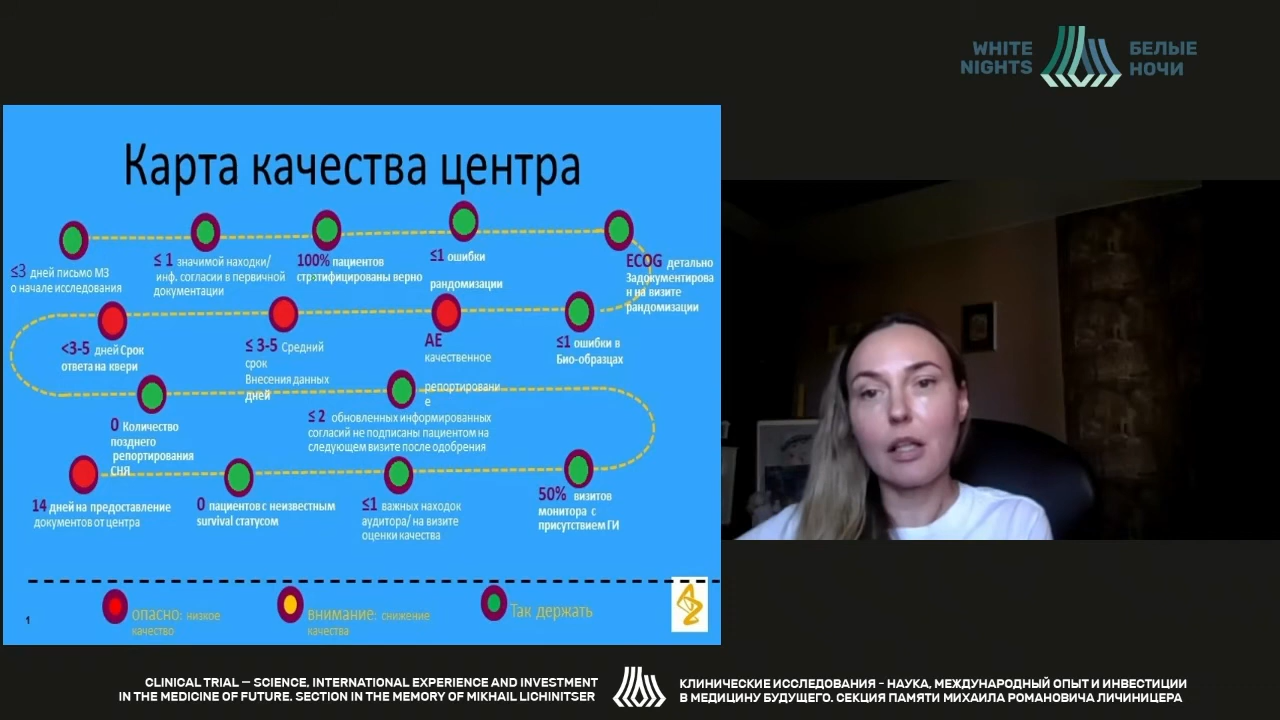 WHITE
NIGHTS
БЕЛЫЕ
НОЧИ
Карта качества центра
≤3 дней письмо МЗ
о начале исследования
≤ 1 значимой находки/
инф. согласии в первичной
документации
100% пациентов
стратифицированы верно
≤1 ошибки
рандомизации
ECOG детально
Задокументирова
н на визите
рандомизации
<3-5 дней Срок
ответа на квери
≤ 3-5 Средний
срок
Внесения данных
дней
AE
качественное
репортировани
е
≤1 ошибки в
Био-образцах
0 Количество
позднего
репортирования
СНЯ
≤ 2 обновленных информированных
согласий не подписаны пациентом на
следующем визите после одобрения
14 дней на предоставление
документов от центра
0 пациентов с неизвестным
survival статусом
≤1 важных находок
аудитора/ на визите
оценки качества
50% визитов
монитора с
присутствием ГИ
опасно: низкое
качество
внимание: снижение
качества
Так держать
1
CLINICAL TRIAL – SCIENCE, INTERNATIONAL EXPERIENCE AND INVESTMENT
IN THE MEDICINE OF FUTURE. SECTION IN THE MEMORY OF MIKHAIL LICHINITSER
КЛИНИЧЕСКИЕ ИССЛЕДОВАНИЯ - НАУКА, МЕЖДУНАРОДНЫЙ ОПЫТ И ИНВЕСТИЦИИ
В МЕДИЦИНУ БУДУЩЕГО. СЕКЦИЯ ПАМЯТИ МИХАИЛА РОМАНОВИЧА ЛИЧИНИЦЕРА